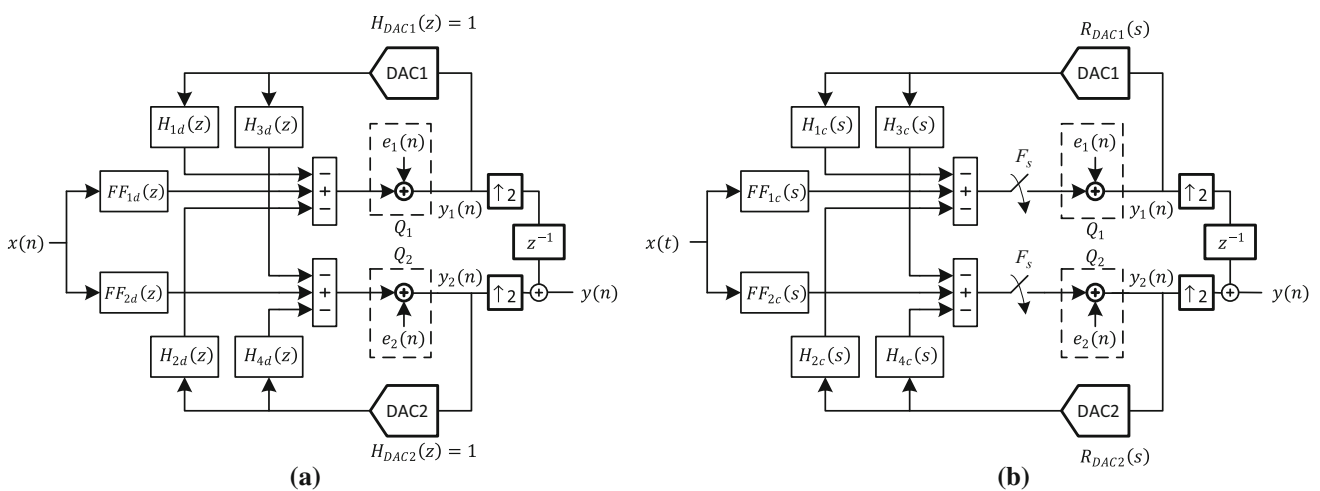 H_{DAC1}(z) = 1
DAC1
H_{1d}(z)
H_{3d}(z)
e_1(n)
−
FF_{1d}(z)
+
+
↑2
−
y_1(n)
Q_1
x(n)
z^{-1}
Q_2
−
y_2(n)
FF_{2d}(z)
+
+
↑2
+
y(n)
−
e_2(n)
H_{2d}(z)
H_{4d}(z)
DAC2
H_{DAC2}(z) = 1
(a)
R_{DAC1}(s)
DAC1
H_{1c}(s)
H_{3c}(s)
e_1(n)
−
F_s
FF_{1c}(s)
+
+
↑2
−
y_1(n)
Q_1
x(t)
z^{-1}
Q_2
F_s
−
y_2(n)
FF_{2c}(s)
+
+
↑2
+
y(n)
−
e_2(n)
H_{2c}(s)
H_{4c}(s)
DAC2
R_{DAC2}(s)
(b)